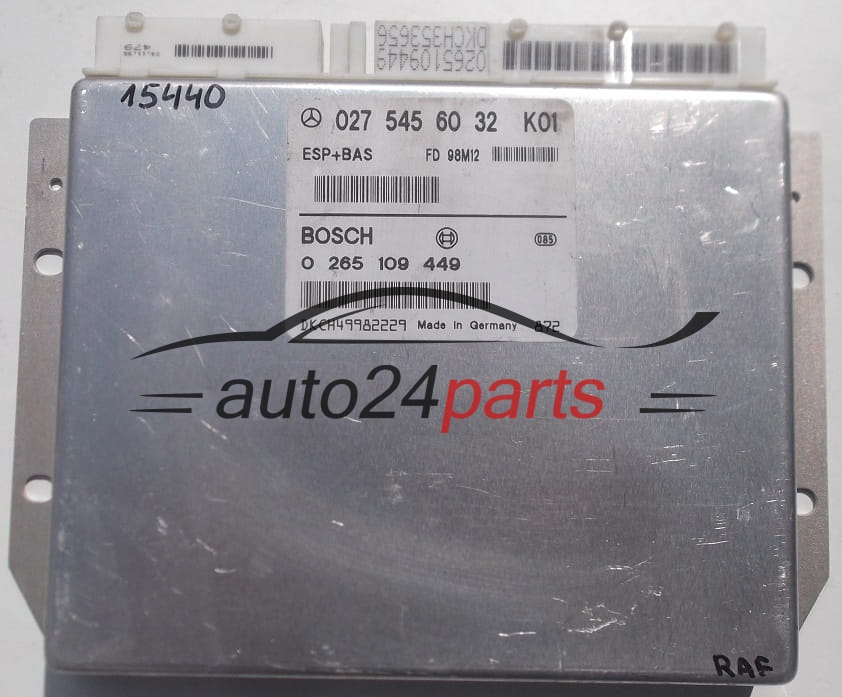 0265109449
DKCH353656
15440
027 545 60 32 K01
ESP+BAS FD 98M12
BOSCH
085
0 265 109 449
DKCH49982229 Made in Germany 872
auto24parts
RAF